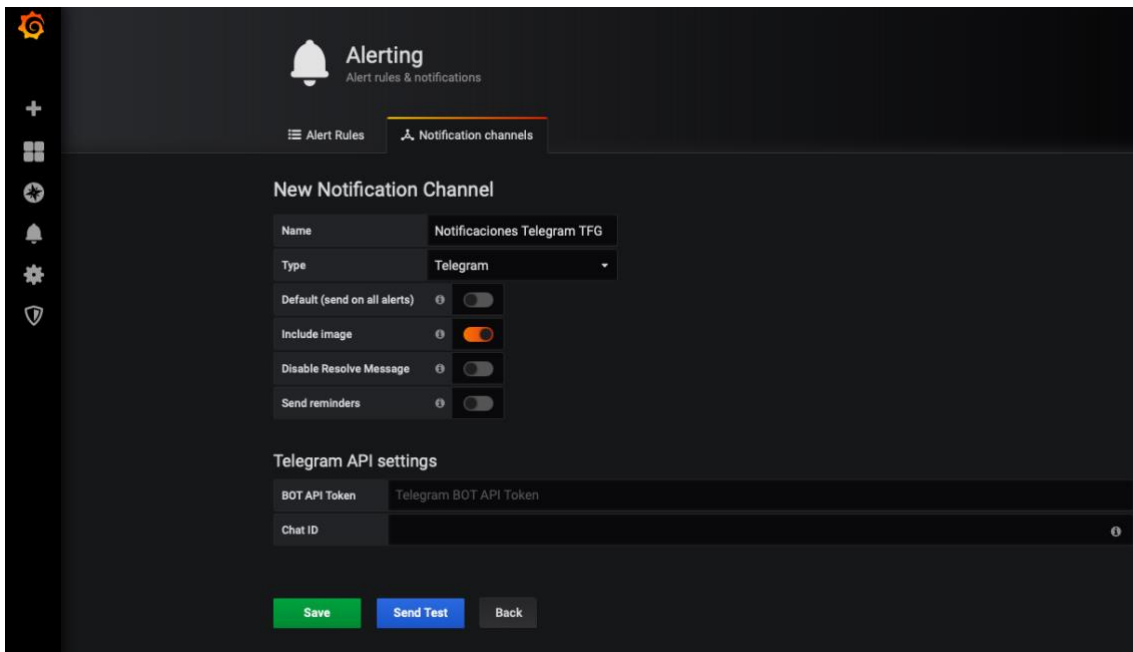 Alerting
Alert rules & notifications
Alert Rules Notification channels
New Notification Channel
Name Notificaciones Telegram TFG
Type Telegram
Default (send on all alerts)
Include image
Disable Resolve Message
Send reminders
Telegram API settings
BOT API Token Telegram BOT API Token
Chat ID
Save Send Test Back